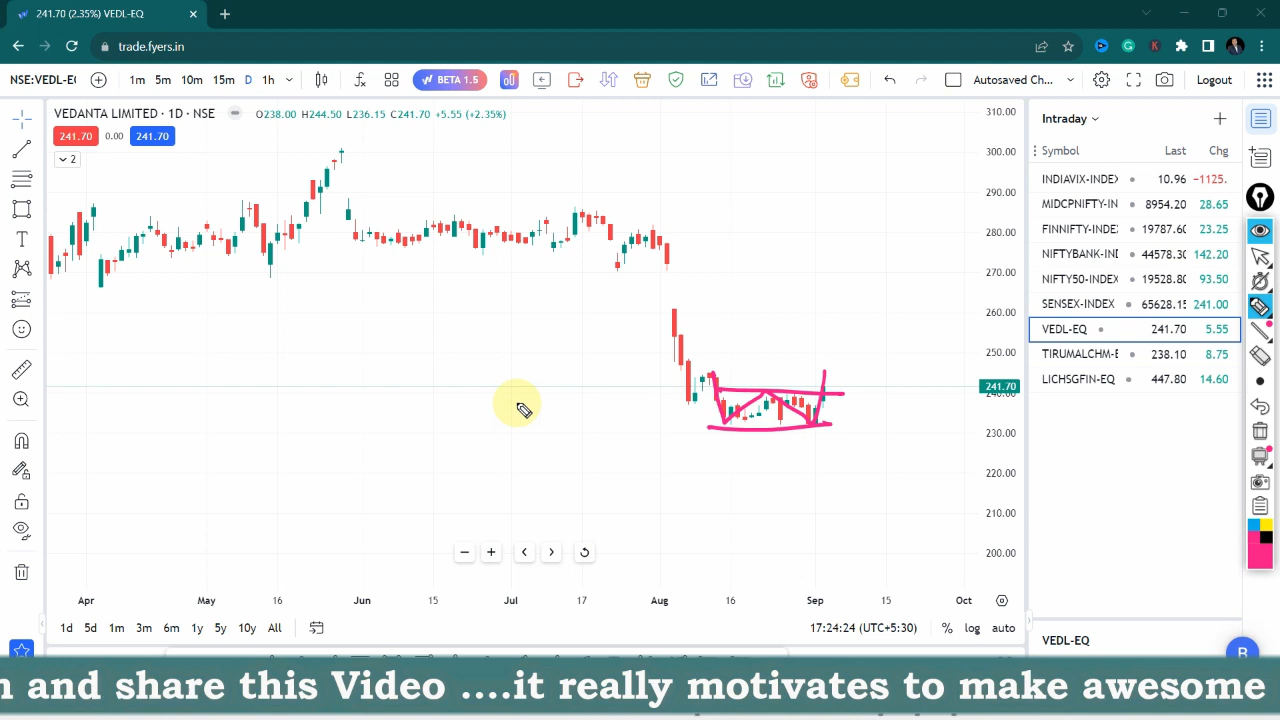 241.70 (2.35%) VEDL-EQ
trade.fyers.in
NSE:VEDL-E 1m 5m 10m 15m D 1h BETA 1.5 Autosaved Ch... Logout
VEDANTA LIMITED · 1D · NSE O238.00 H244.50 L236.15 C241.70 +5.55 (+2.35%)
241.70 0.00 241.70
2
310.00
300.00
290.00
280.00
270.00
260.00
250.00
241.70
240.00
230.00
220.00
210.00
200.00
Apr May 16 Jun 15 Jul 17 Aug 16 Sep 15 Oct
1d 5d 1m 3m 6m 1y 5y 10y All 17:24:24 (UTC+5:30) % log auto
Intraday
Symbol Last Chg
INDIAVIX-INDEX 10.96 −1125.
MIDCPNIFTY-IN 8954.20 28.65
FINNIFTY-INDEX 19787.60 23.25
NIFTYBANK-IND 44578.30 142.20
NIFTY50-INDEX 19528.80 93.50
SENSEX-INDEX 65628.15 241.00
VEDL-EQ 241.70 5.55
TIRUMALCHM-E 238.10 8.75
LICHSGFIN-EQ 447.80 14.60
VEDL-EQ
and share this Video ....it really motivates to make awesome